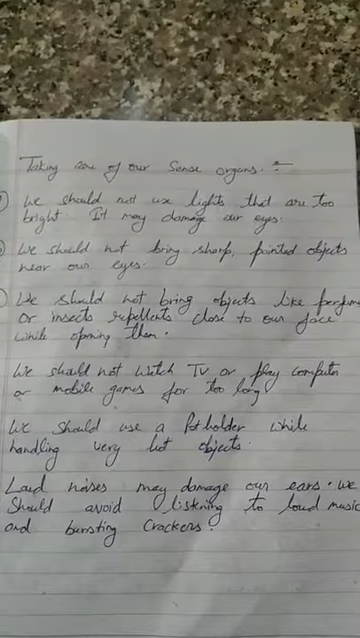 Taking care of our Sense organs :-
We should not use lights that are too
bright. It may damage our eyes.
We should not bring sharp, pointed objects
near our eyes.
We should not bring objects like perfume
or insects repellents close to our face
while opening them.
We should not watch TV or play computer
or mobile games for too long
We should use a Potholder while
handling very hot objects.
Loud noises may damage our ears. We
Should avoid listening to loud music
and bursting Crackers.